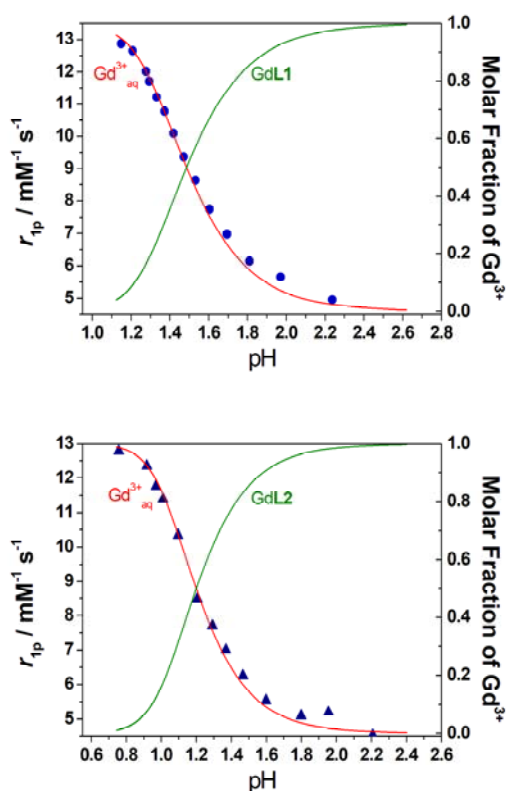 13
12
11
10
9
8
7
6
5
1.0
0.8
0.6
0.4
0.2
0.0
Gd³⁺aq
GdL1
r₁ₚ / mM⁻¹ s⁻¹
Molar Fraction of Gd³⁺
1.0 1.2 1.4 1.6 1.8 2.0 2.2 2.4 2.6 2.8
pH
13
12
11
10
9
8
7
6
5
1.0
0.8
0.6
0.4
0.2
0.0
Gd³⁺aq
GdL2
r₁ₚ / mM⁻¹ s⁻¹
Molar Fraction of Gd³⁺
0.6 0.8 1.0 1.2 1.4 1.6 1.8 2.0 2.2 2.4 2.6
pH